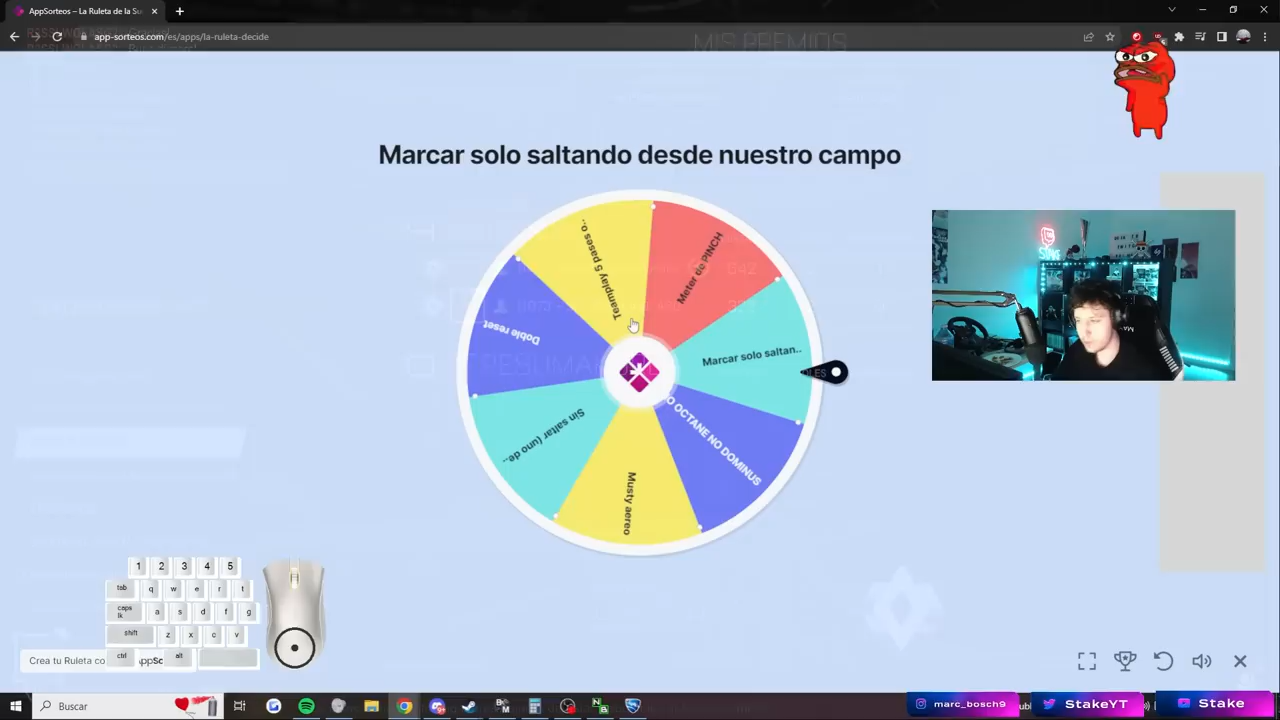 AppSorteos – La Ruleta de la Su
app-sorteos.com/es/apps/la-ruleta-decide
MIS PREMIOS
Marcar solo saltando desde nuestro campo
Teamplay 5 pases o..
Meter de PINCH
Doble reset
Marcar solo saltan..
Sin saltar (uno de..
O OCTANE NO DOMINUS
Musty aereo
1 2 3 4 5
tab q w e r t
caps lk a s d f g
shift z x c v
ctrl alt
Crea tu Ruleta co
Buscar
marc_bosch9
StakeYT
Stake